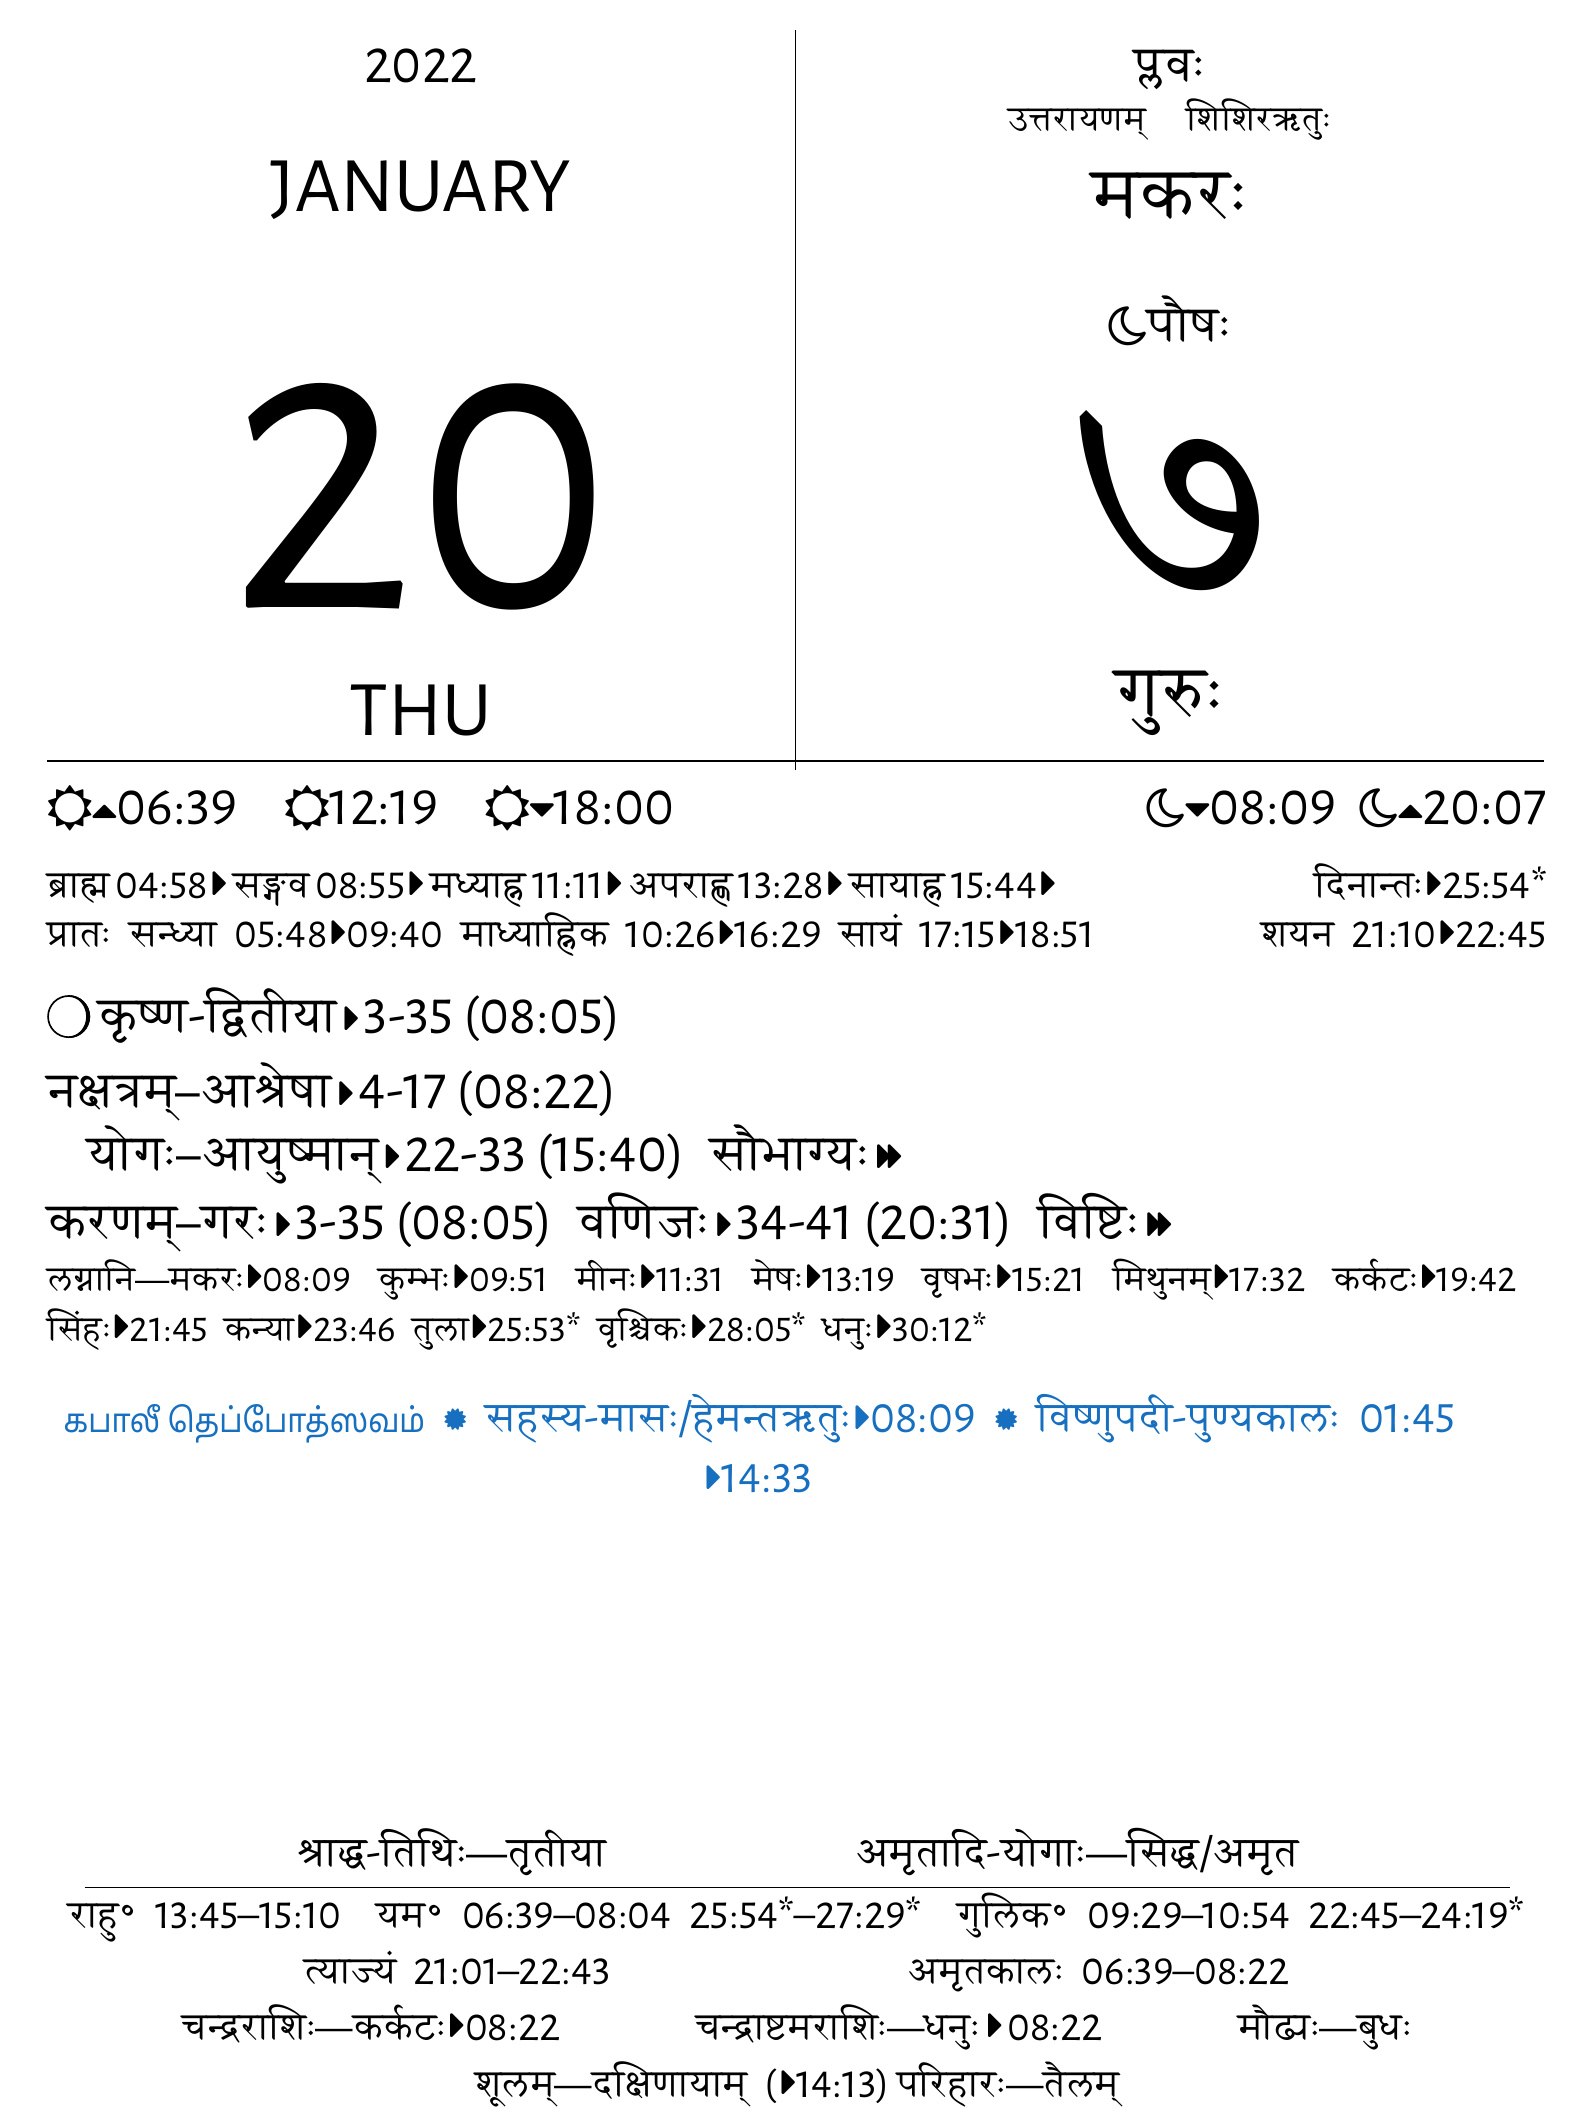 2022
JANUARY
20
THU
प्लवः
उत्तरायणम् शिशिरऋतुः
मकरः
पौषः
७
गुरुः
06:39 12:19 18:00 08:09 20:07
ब्राह्म 04:58 सङ्गव 08:55 मध्याह्न 11:11 अपराह्ण 13:28 सायाह्न 15:44 दिनान्तः 25:54*
प्रातः सन्ध्या 05:48 09:40 माध्याह्निक 10:26 16:29 सायं 17:15 18:51 शयन 21:10 22:45
कृष्ण-द्वितीया 3-35 (08:05)
नक्षत्रम्–आश्रेषा 4-17 (08:22)
योगः–आयुष्मान् 22-33 (15:40) सौभाग्यः
करणम्–गरः 3-35 (08:05) वणिजः 34-41 (20:31) विष्टिः
लग्नानि—मकरः 08:09 कुम्भः 09:51 मीनः 11:31 मेषः 13:19 वृषभः 15:21 मिथुनम् 17:32 कर्कटः 19:42
सिंहः 21:45 कन्या 23:46 तुला 25:53* वृश्चिकः 28:05* धनुः 30:12*
கபாலீ தெப்போத்ஸவம் ✹ सहस्य-मासः/हेमन्तऋतुः 08:09 ✹ विष्णुपदी-पुण्यकालः 01:45
14:33
श्राद्ध-तिथिः—तृतीया अमृतादि-योगाः—सिद्ध/अमृत
राहु° 13:45–15:10 यम° 06:39–08:04 25:54*–27:29* गुलिक° 09:29–10:54 22:45–24:19*
त्याज्यं 21:01–22:43 अमृतकालः 06:39–08:22
चन्द्रराशिः—कर्कटः 08:22 चन्द्राष्टमराशिः—धनुः 08:22 मौढ्यः—बुधः
शूलम्—दक्षिणायाम् ( 14:13) परिहारः—तैलम्